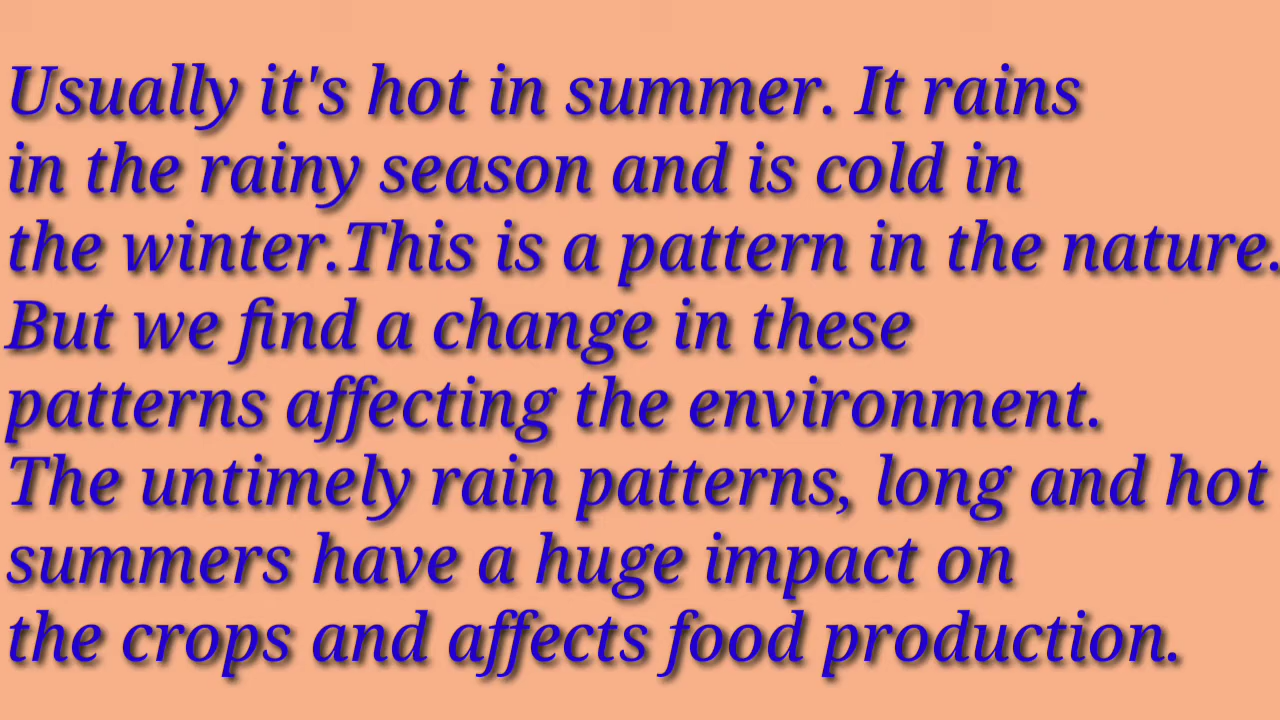 Usually it's hot in summer. It rains
in the rainy season and is cold in
the winter.This is a pattern in the nature.
But we find a change in these
patterns affecting the environment.
The untimely rain patterns, long and hot
summers have a huge impact on
the crops and affects food production.